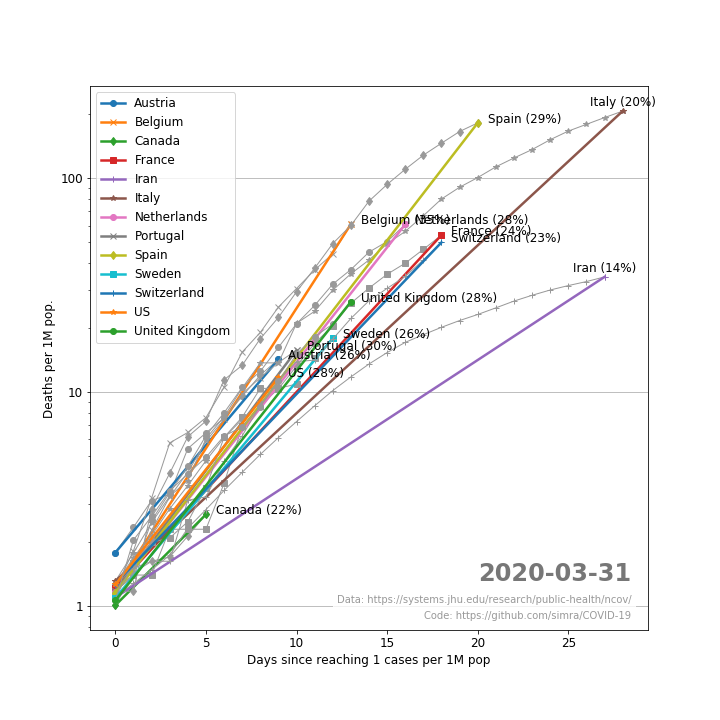 Austria
Belgium
Canada
France
Iran
Italy
Netherlands
Portugal
Spain
Sweden
Switzerland
US
United Kingdom
Italy (20%)
Spain (29%)
Belgium (35%)
Netherlands (28%)
France (24%)
Switzerland (23%)
Iran (14%)
United Kingdom (28%)
Sweden (26%)
Portugal (30%)
Austria (26%)
US (28%)
Canada (22%)
100
10
1
Deaths per 1M pop.
2020-03-31
Data: https://systems.jhu.edu/research/public-health/ncov/
Code: https://github.com/simra/COVID-19
0 5 10 15 20 25
Days since reaching 1 cases per 1M pop